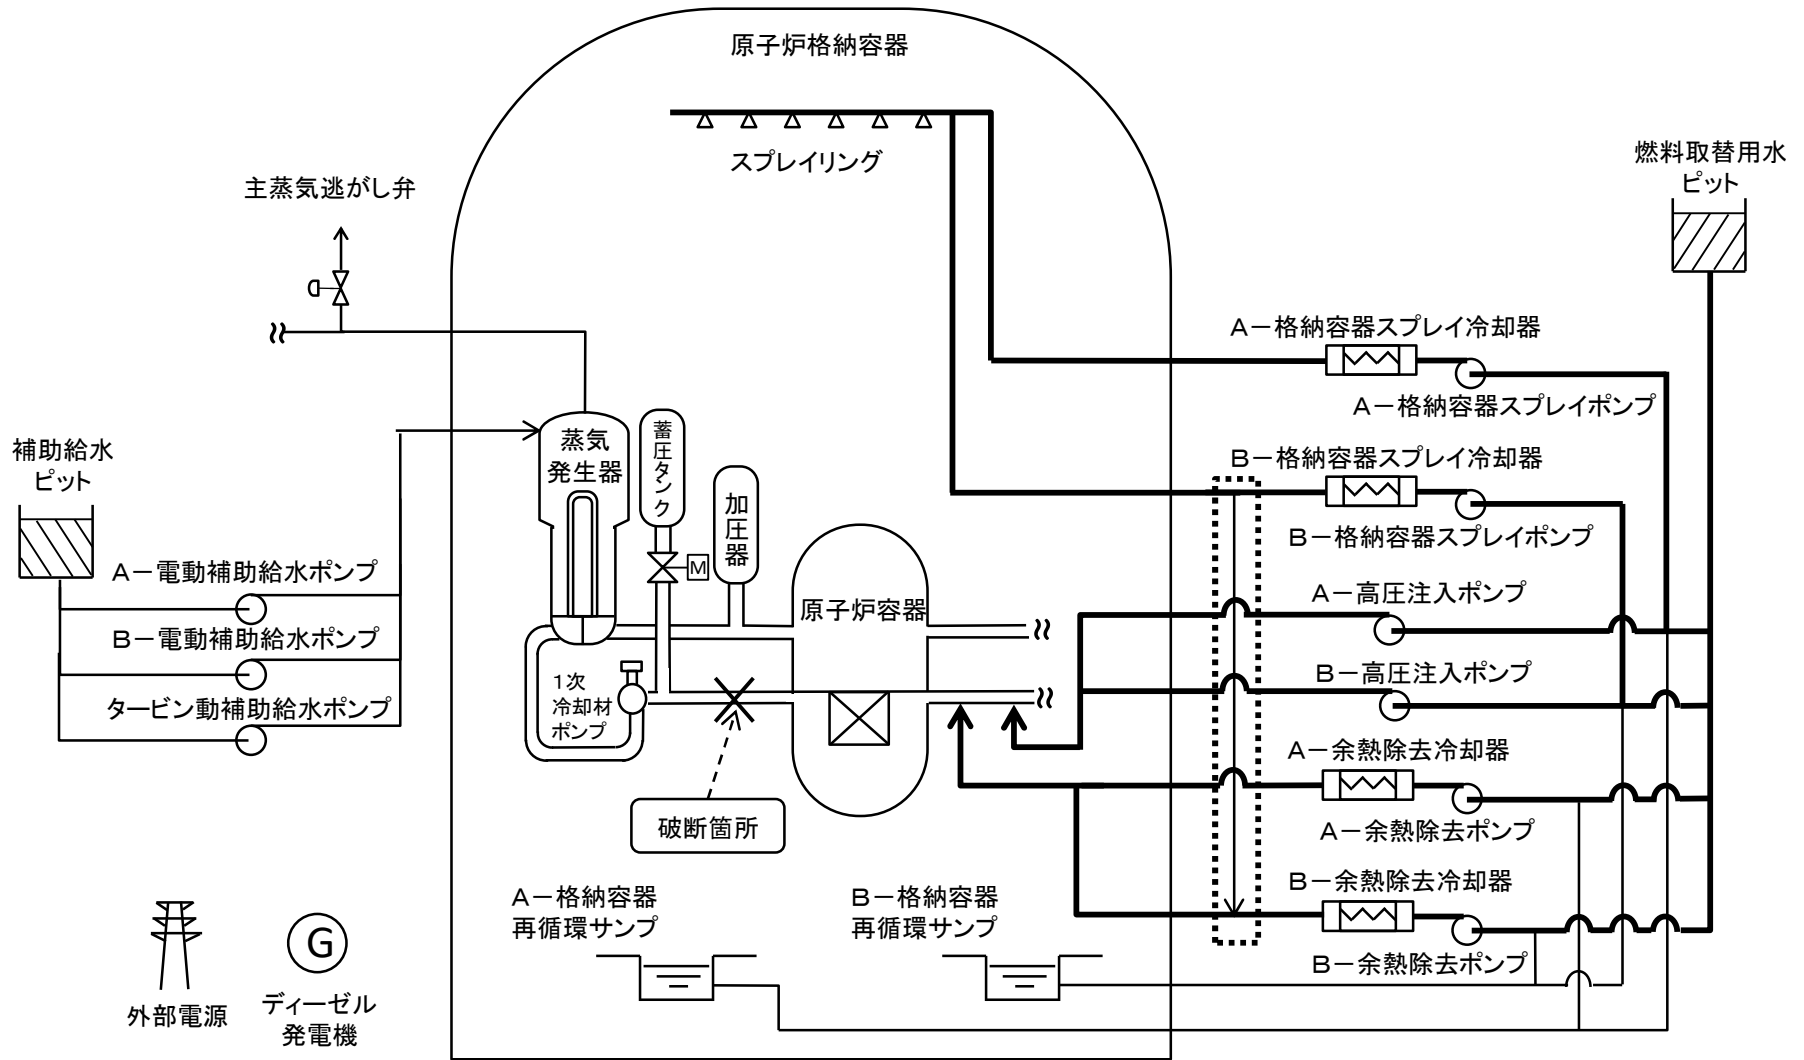 原子炉格納容器
スプレイリング
主蒸気逃がし弁
燃料取替用水
ピット
A-格納容器スプレイ冷却器
A-格納容器スプレイポンプ
B-格納容器スプレイ冷却器
B-格納容器スプレイポンプ
補助給水
ピット
蒸気
発生器
蓄圧タンク
加圧器
M
A-電動補助給水ポンプ
B-電動補助給水ポンプ
タービン動補助給水ポンプ
原子炉容器
1次
冷却材
ポンプ
A-高圧注入ポンプ
B-高圧注入ポンプ
A-余熱除去冷却器
A-余熱除去ポンプ
B-余熱除去冷却器
B-余熱除去ポンプ
破断箇所
A-格納容器
再循環サンプ
B-格納容器
再循環サンプ
外部電源
G
ディーゼル
発電機